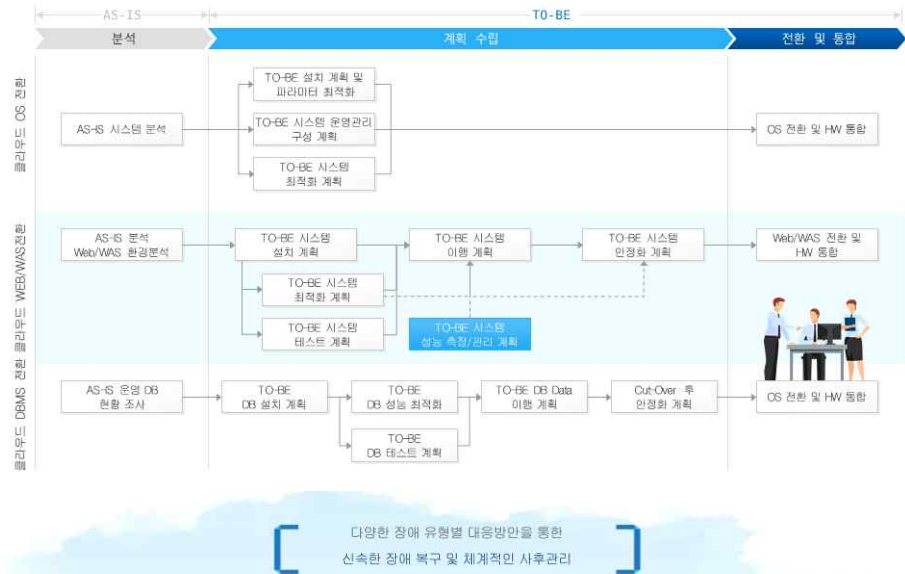 AS-IS
TO-BE
분석
계획 수립
전환 및 통합
클라우드 OS 전환
AS-IS 시스템 분석
TO-BE 설치 계획 및
파라미터 최적화
TO-BE 시스템 운영관리
구성 계획
TO-BE 시스템
최적화 계획
OS 전환 및 HW 통합
클라우드 WEB/WAS전환
AS-IS 분석
Web/WAS 환경분석
TO-BE 시스템
설치 계획
TO-BE 시스템
최적화 계획
TO-BE 시스템
테스트 계획
TO-BE 시스템
이행 계획
TO-BE 시스템
성능 측정/관리 계획
TO-BE 시스템
안정화 계획
Web/WAS 전환 및
HW 통합
클라우드 DBMS 전환
AS-IS 운영 DB
현황 조사
TO-BE
DB 설치 계획
TO-BE
DB 성능 최적화
TO-BE
DB 테스트 계획
TO-BE DB Data
이행 계획
Cut-Over 후
안정화 계획
OS 전환 및 HW 통합
다양한 장애 유형별 대응방안을 통한
신속한 장애 복구 및 체계적인 사후관리